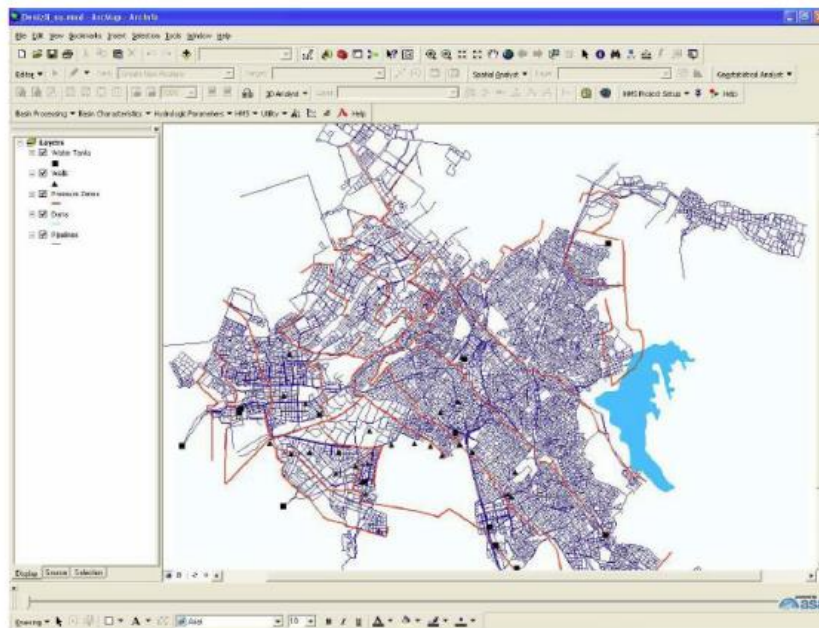 ArcMap - ArcInfo
File Edit View Bookmarks Insert Selection Tools Window Help
Editor Spatial Analyst Geostatistical Analyst
3D Analyst HMS Project Setup Help
Basin Processing Basin Characteristics Hydrologic Parameters HMS Utility Help
Layers
Water Tanks
Wells
Pressure Zones
Dams
Pipelines
Display Source Selection
Drawing A Arial 10 B I U A